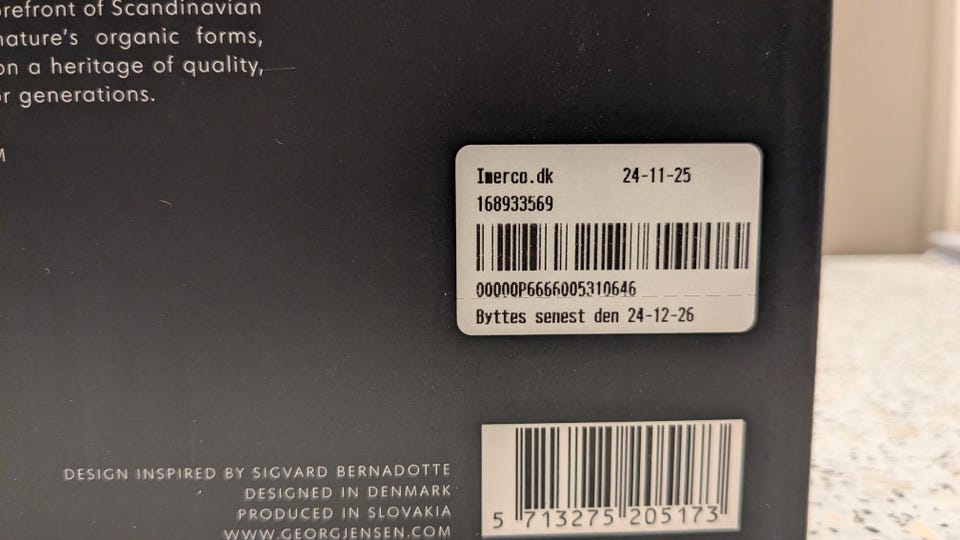 refront of Scandinavian
nature's organic forms,
on a heritage of quality,
or generations.
M
Imerco.dk 24-11-25
168933569
00000P6666005310646
Byttes senest den 24-12-26
DESIGN INSPIRED BY SIGVARD BERNADOTTE
DESIGNED IN DENMARK
PRODUCED IN SLOVAKIA
WWW.GEORGJENSEN.COM
5 713275 205173